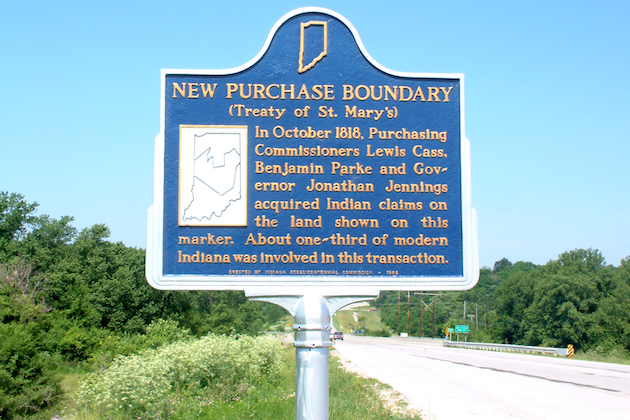 NEW PURCHASE BOUNDARY
(Treaty of St. Mary's)
In October 1818, Purchasing
Commissioners Lewis Cass,
Benjamin Parke and Gov-
ernor Jonathan Jennings
acquired Indian claims on
the land shown on this
marker. About one-third of modern
Indiana was involved in this transaction.
ERECTED BY INDIANA SESQUICENTENNIAL COMMISSION - 1966